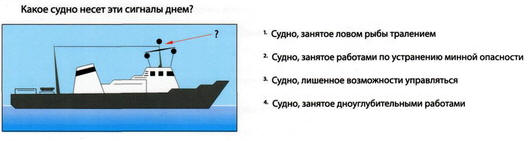 Какое судно несет эти сигналы днем?
?
1. Судно, занятое ловом рыбы тралением
2. Судно, занятое работами по устранению минной опасности
3. Судно, лишенное возможности управляться
4. Судно, занятое дноуглубительными работами